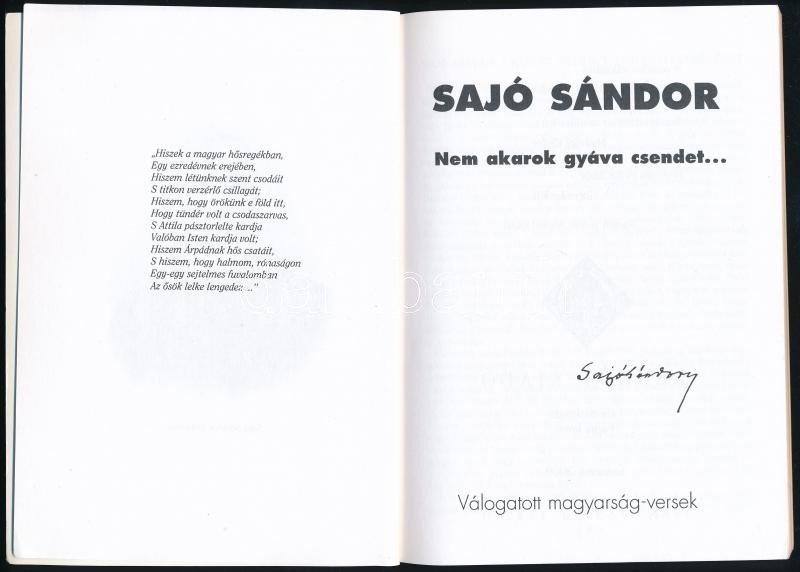 „Hiszek a magyar hősregékban,
Egy ezredévnek erejében,
Hiszem létünknek szent csodáit
S titkon verzérlő csillagát;
Hiszem, hogy örökünk e föld itt,
Hogy tündér volt a csodaszarvas,
S Attila pásztorlelte kardja
Valóban Isten kardja volt;
Hiszem Árpádnak hős csatáit,
S hiszem, hogy halmom, rónaságon
Egy-egy sejtelmes fuvalomban
Az ősök lelke lengedez ..”
SAJÓ SÁNDOR
Nem akarok gyáva csendet...
Sajó Sándor
Válogatott magyarság-versek